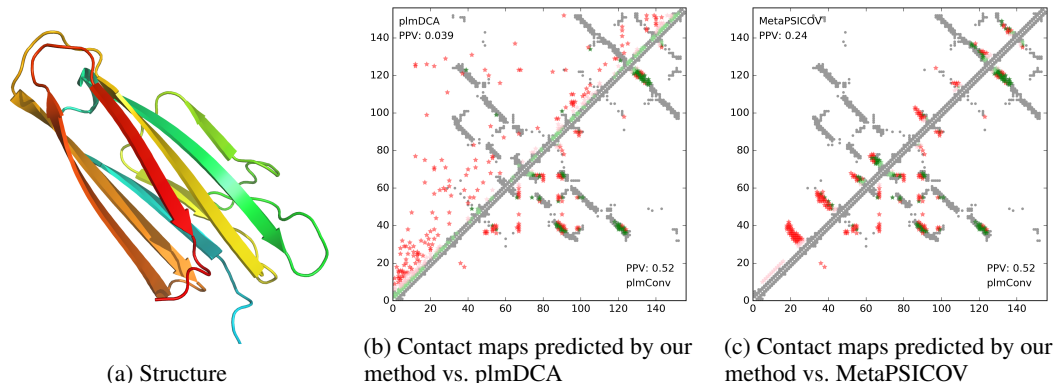 plmDCA
PPV: 0.039
140
120
100
80
60
40
20
0
0 20 40 60 80 100 120 140
PPV: 0.52
plmConv
MetaPSICOV
PPV: 0.24
140
120
100
80
60
40
20
0
0 20 40 60 80 100 120 140
PPV: 0.52
plmConv
(a) Structure
(b) Contact maps predicted by our
method vs. plmDCA
(c) Contact maps predicted by our
method vs. MetaPSICOV